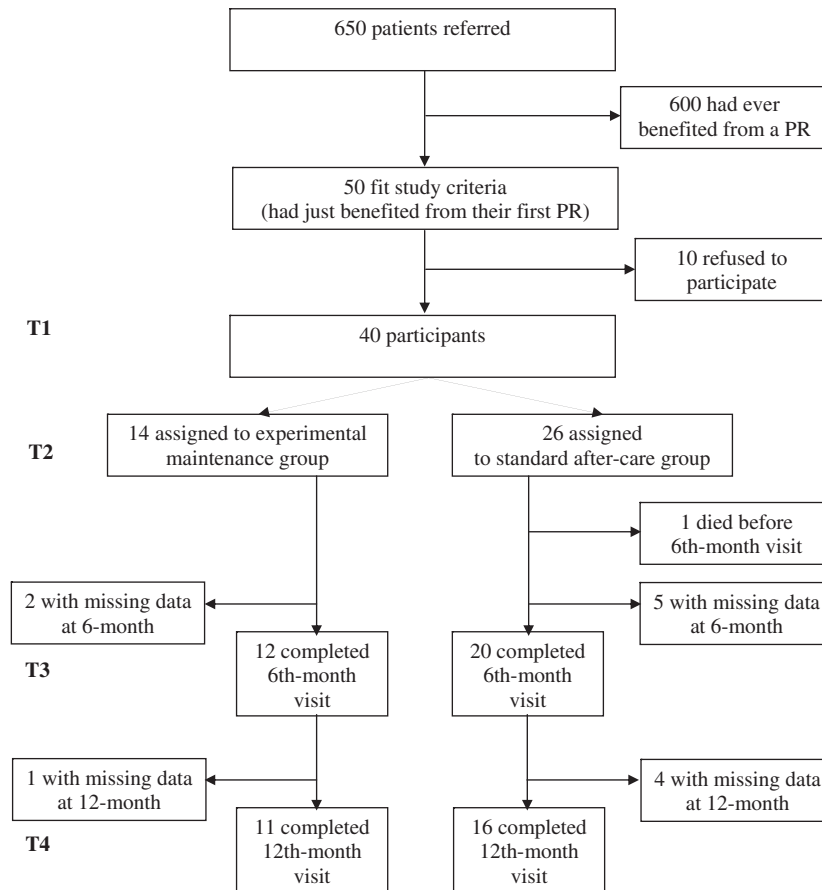 650 patients referred
600 had ever
benefited from a PR
50 fit study criteria
(had just benefited from their first PR)
10 refused to
participate
T1
40 participants
T2
14 assigned to experimental
maintenance group
26 assigned
to standard after-care group
1 died before
6th-month visit
2 with missing data
at 6-month
5 with missing data
at 6-month
T3
12 completed
6th-month
visit
20 completed
6th-month
visit
1 with missing data
at 12-month
4 with missing data
at 12-month
T4
11 completed
12th-month
visit
16 completed
12th-month
visit